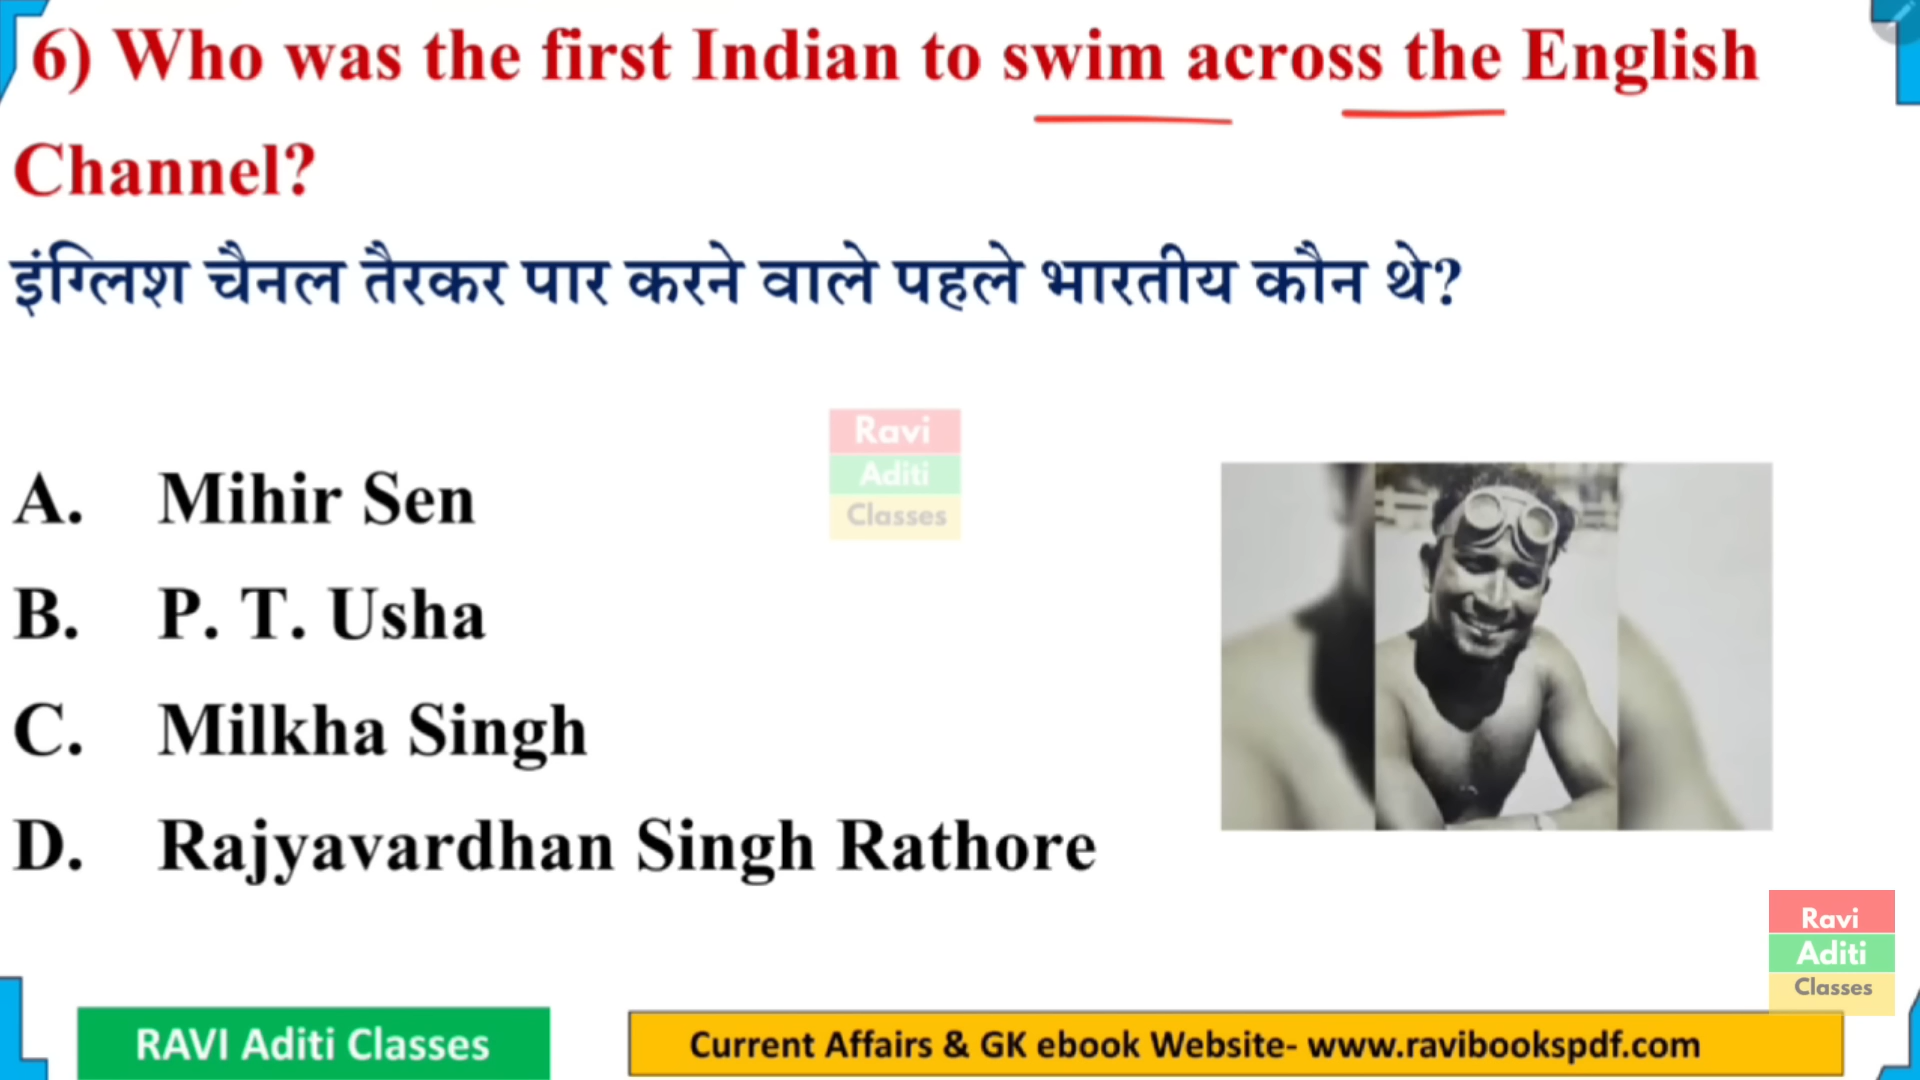 6) Who was the first Indian to swim across the English
Channel?
इंग्लिश चैनल तैरकर पार करने वाले पहले भारतीय कौन थे?
Ravi
Aditi
Classes
A. Mihir Sen
B. P. T. Usha
C. Milkha Singh
D. Rajyavardhan Singh Rathore
Ravi
Aditi
Classes
RAVI Aditi Classes
Current Affairs & GK ebook Website- www.ravibookspdf.com